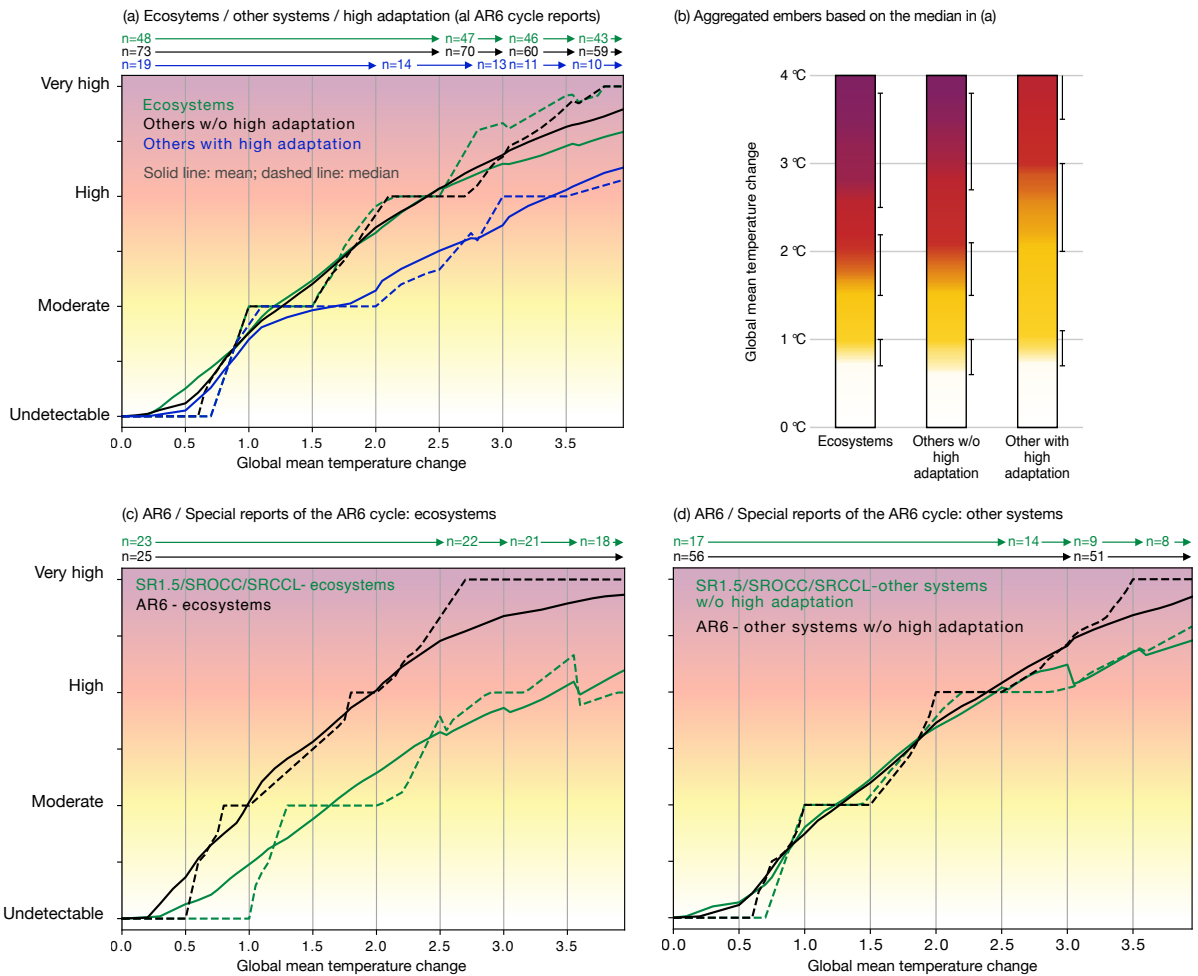 (a) Ecosytems / other systems / high adaptation (al AR6 cycle reports)
n=48 n=47 n=46 n=43
n=73 n=70 n=60 n=59
n=19 n=14 n=13 n=11 n=10
Very high
High
Moderate
Undetectable
Ecosystems
Others w/o high adaptation
Others with high adaptation
Solid line: mean; dashed line: median
0.0 0.5 1.0 1.5 2.0 2.5 3.0 3.5
Global mean temperature change
(b) Aggregated embers based on the median in (a)
4 ºC
3 ºC
2 ºC
1 ºC
0 ºC
Global mean temperature change
Ecosystems
Others w/o
high
adaptation
Other with
high
adaptation
(c) AR6 / Special reports of the AR6 cycle: ecosystems
n=23 n=22 n=21 n=18
n=25
Very high
High
Moderate
Undetectable
SR1.5/SROCC/SRCCL- ecosystems
AR6 - ecosystems
0.0 0.5 1.0 1.5 2.0 2.5 3.0 3.5
Global mean temperature change
(d) AR6 / Special reports of the AR6 cycle: other systems
n=17 n=14 n=9 n=8
n=56 n=51
SR1.5/SROCC/SRCCL-other systems
w/o high adaptation
AR6 - other systems w/o high adaptation
0.0 0.5 1.0 1.5 2.0 2.5 3.0 3.5
Global mean temperature change